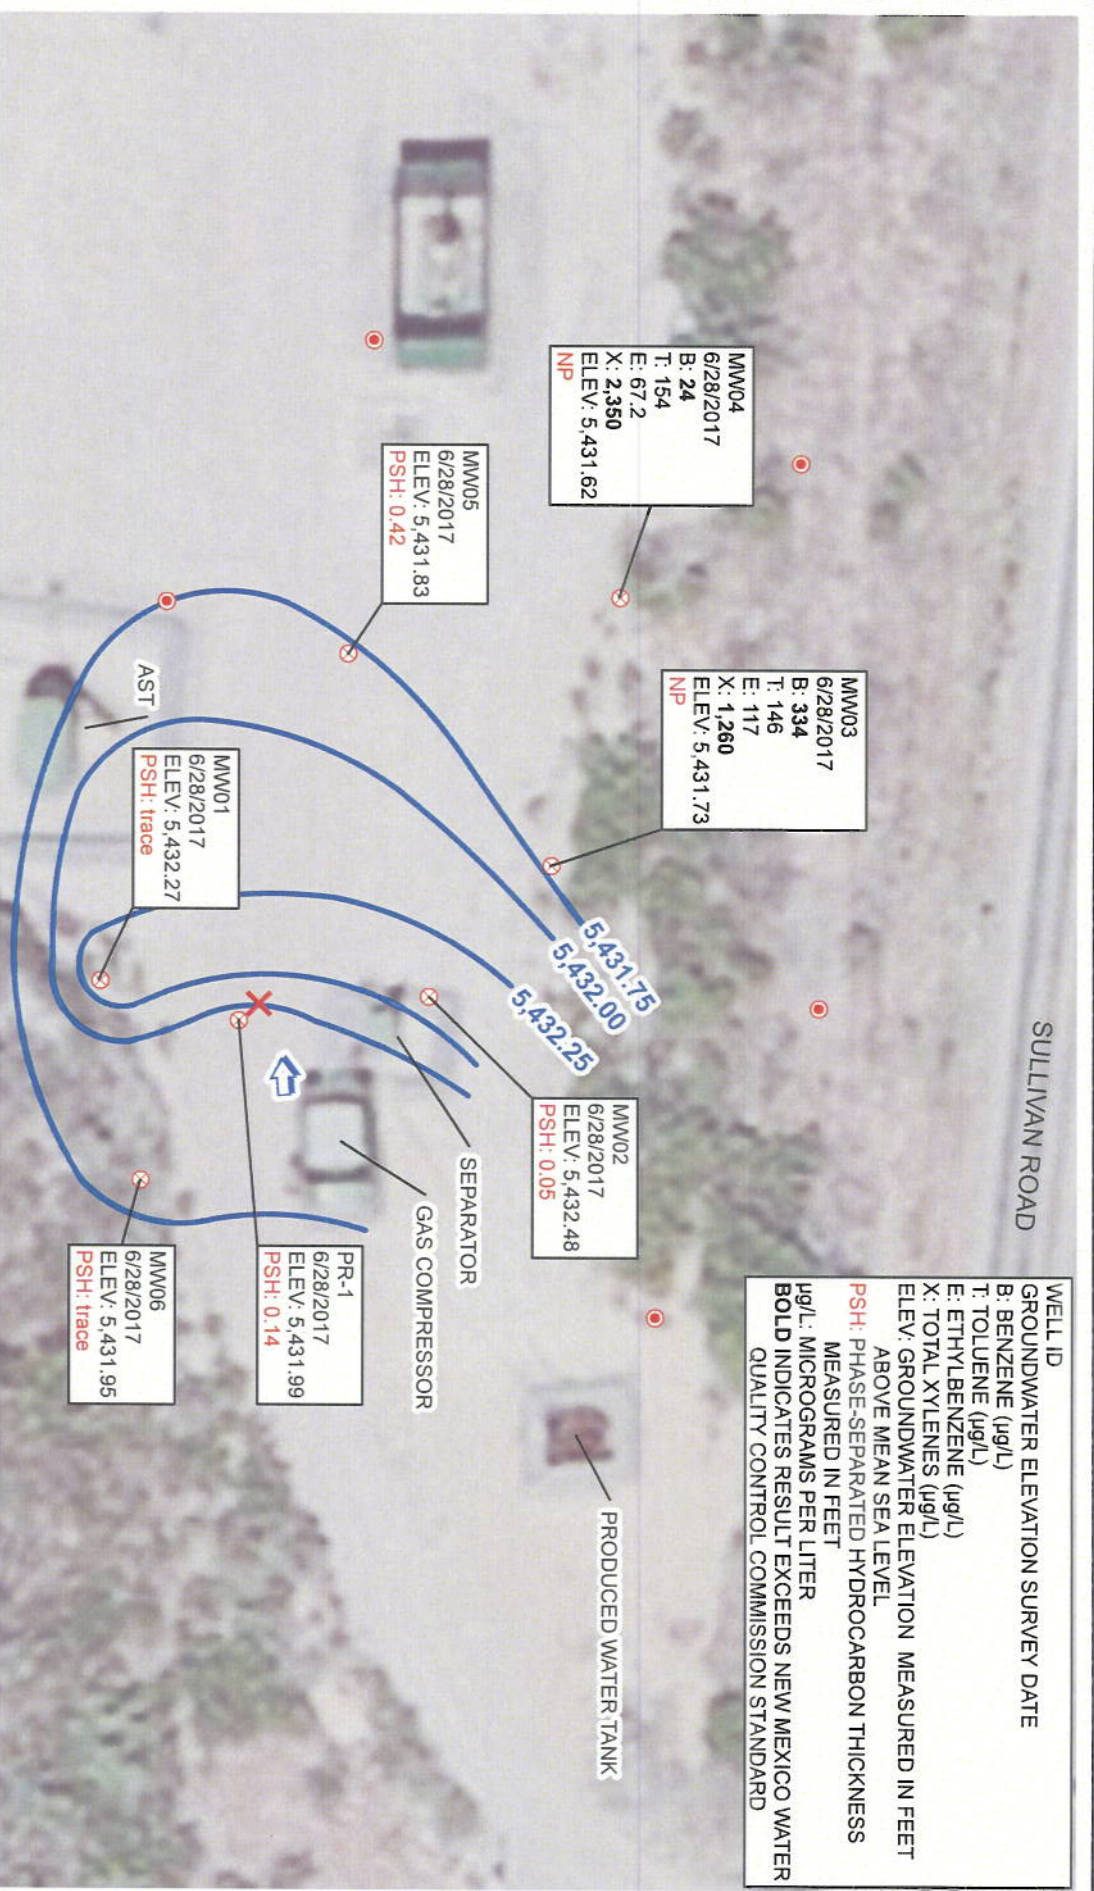 SULLIVAN ROAD
WELL ID
GROUNDWATER ELEVATION SURVEY DATE
B: BENZENE (µg/L)
T: TOLUENE (µg/L)
E: ETHYLBENZENE (µg/L)
X: TOTAL XYLENES (µg/L)
ELEV: GROUNDWATER ELEVATION MEASURED IN FEET
ABOVE MEAN SEA LEVEL
PSH: PHASE-SEPARATED HYDROCARBON THICKNESS
MEASURED IN FEET
µg/L: MICROGRAMS PER LITER
BOLD INDICATES RESULT EXCEEDS NEW MEXICO WATER
QUALITY CONTROL COMMISSION STANDARD
MW04
6/28/2017
B: 24
T: 154
E: 67.2
X: 2,350
ELEV: 5,431.62
NP
MW03
6/28/2017
B: 334
T: 146
E: 117
X: 1,260
ELEV: 5,431.73
NP
MW05
6/28/2017
ELEV: 5,431.83
PSH: 0.42
5,431.75
5,432.00
5,432.25
MW02
6/28/2017
ELEV: 5,432.48
PSH: 0.05
PRODUCED WATER TANK
SEPARATOR
GAS COMPRESSOR
PR-1
6/28/2017
ELEV: 5,431.99
PSH: 0.14
AST
MW01
6/28/2017
ELEV: 5,432.27
PSH: trace
MW06
6/28/2017
ELEV: 5,431.95
PSH: trace